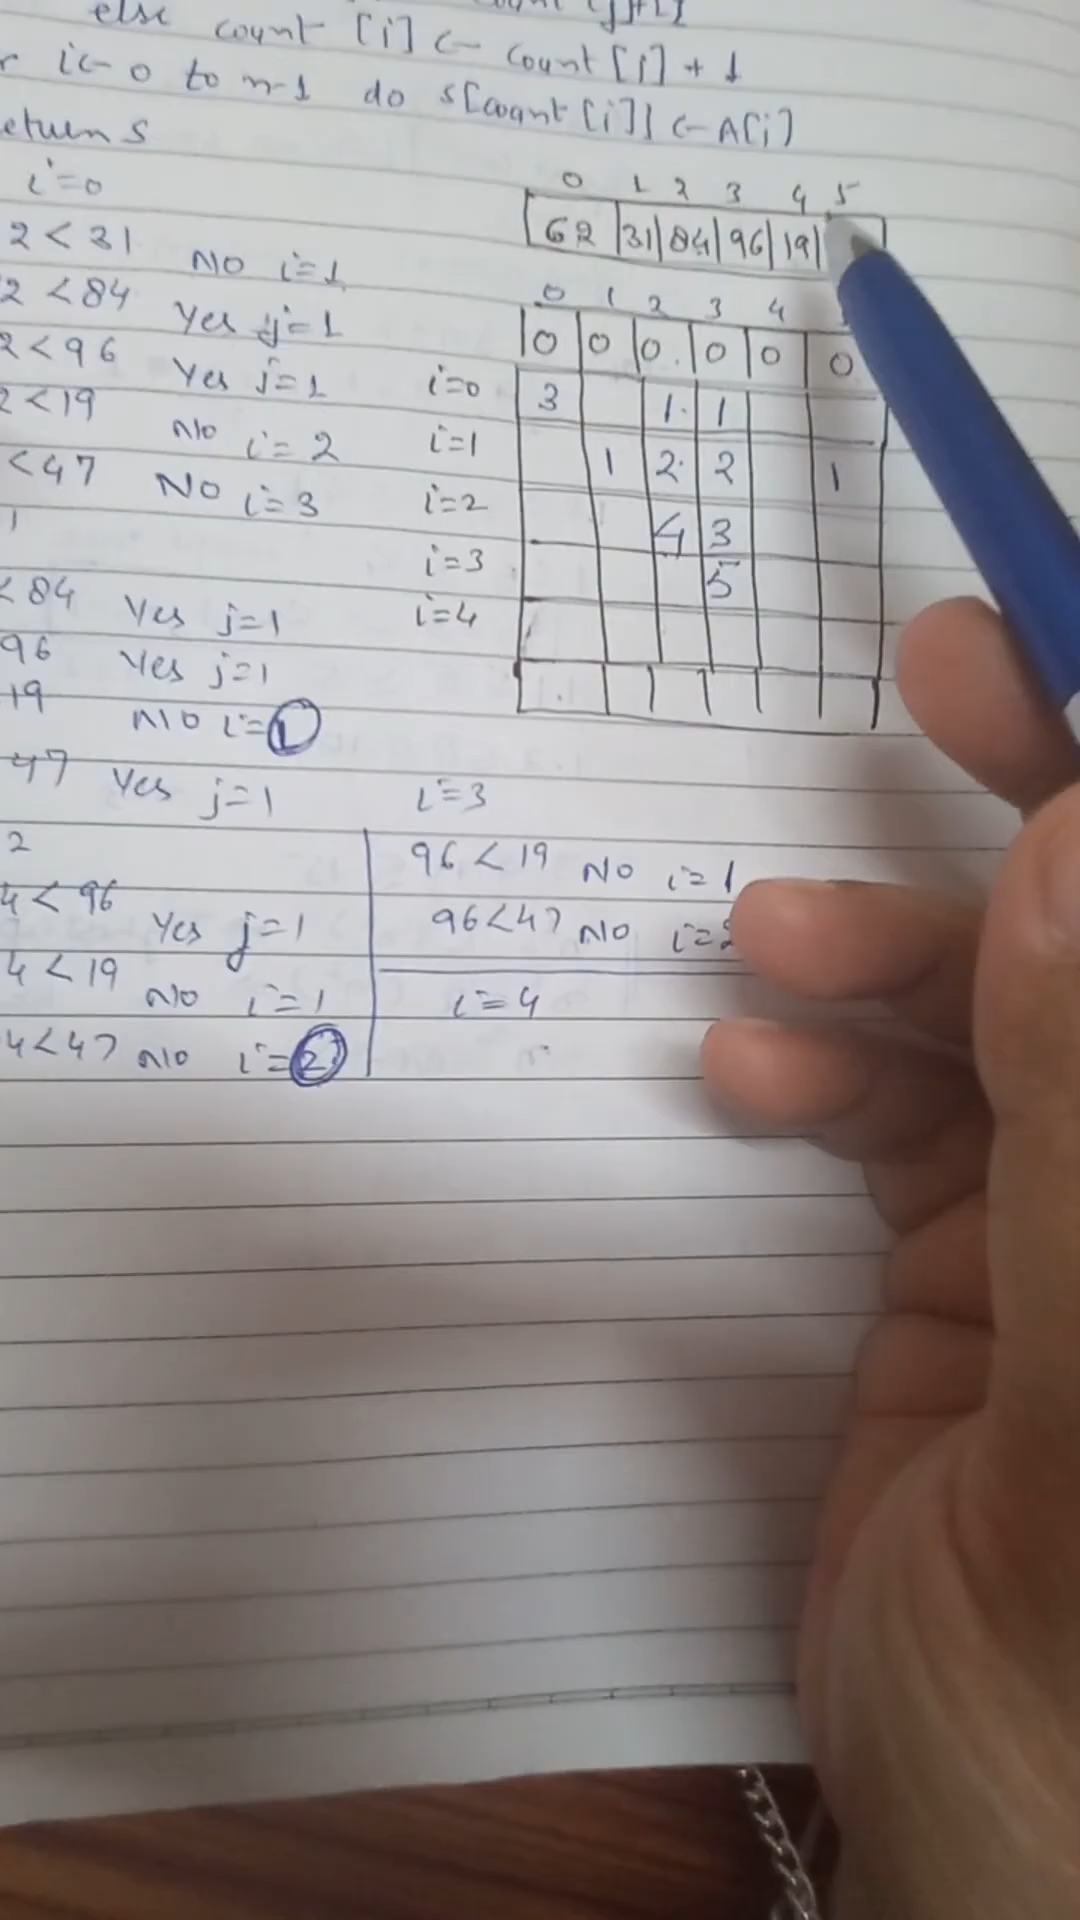 else count [i] <- count [i] + 1
i<-0 to n-1 do s[count [i]] <- A[i]
eturn s
i=0
0 1 2 3 4 5
2 < 31 No i=1
62 31 84 96 19
2 < 84 Yes j=1
0 1 2 3 4
0 0 0. 0 0 0
2 < 96 Yes j=1
i=0 3 1. 1
2 < 19 No i=2
i=1 1 2. 2 1
< 47 No i=3
i=2 4 3
1
i=3 5
< 84 Yes j=1
i=4
96 Yes j=1
19 No i=1
47 Yes j=1
2
4 < 96 Yes j=1
4 < 19 No i=1
4 < 47 No i=2
i=3
96 < 19 No i=1
96 < 47 No i=2
i=4